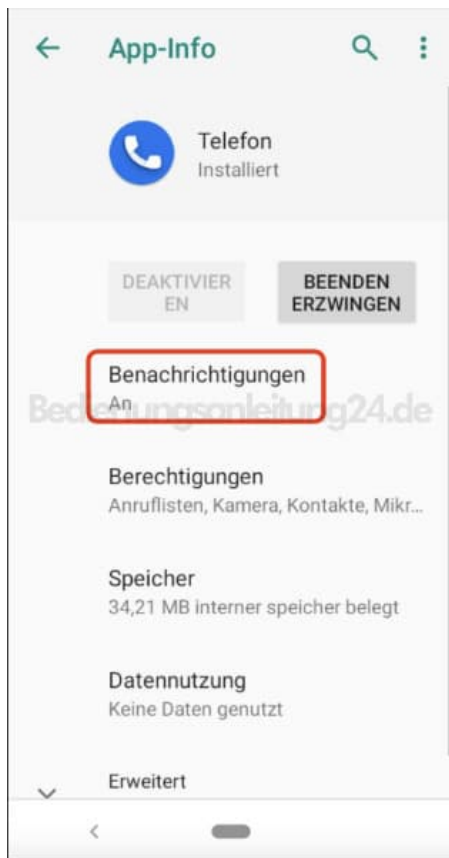 App-Info
Telefon
Installiert
DEAKTIVIER
EN
BEENDEN
ERZWINGEN
Benachrichtigungen
An
Bedienungsanleitung24.de
Berechtigungen
Anruflisten, Kamera, Kontakte, Mikr...
Speicher
34,21 MB interner speicher belegt
Datennutzung
Keine Daten genutzt
Erweitert